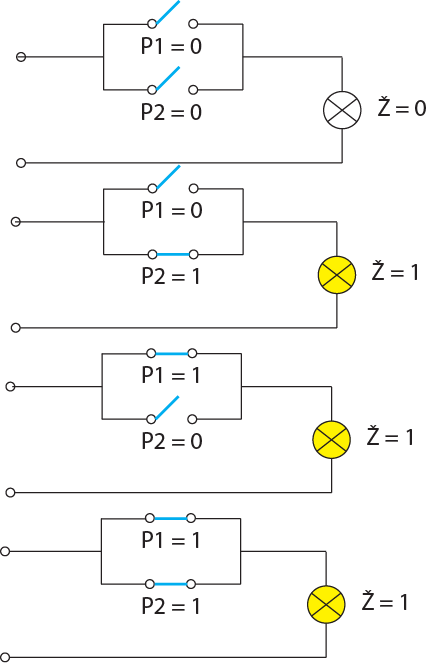 P1 = 0
P2 = 0
Ž = 0
P1 = 0
P2 = 1
Ž = 1
P1 = 1
P2 = 0
Ž = 1
P1 = 1
P2 = 1
Ž = 1